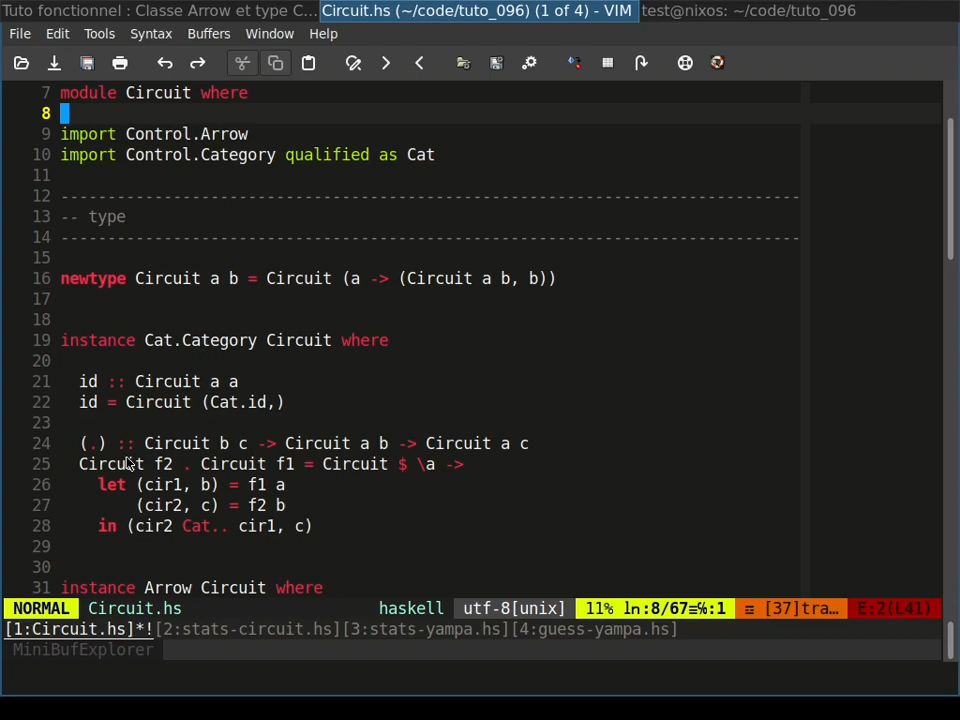 Tuto fonctionnel : Classe Arrow et type C... Circuit.hs (~/code/tuto_096) (1 of 4) - VIM test@nixos: ~/code/tuto_096
File Edit Tools Syntax Buffers Window Help
7 module Circuit where
8
9 import Control.Arrow
10 import Control.Category qualified as Cat
11
12 -------------------------------------------------------------------------------
13 -- type
14 -------------------------------------------------------------------------------
15
16 newtype Circuit a b = Circuit (a -> (Circuit a b, b))
17
18
19 instance Cat.Category Circuit where
20
21   id :: Circuit a a
22   id = Circuit (Cat.id,)
23
24   (.) :: Circuit b c -> Circuit a b -> Circuit a c
25   Circuit f2 . Circuit f1 = Circuit $ \a ->
26     let (cir1, b) = f1 a
27         (cir2, c) = f2 b
28     in (cir2 Cat.. cir1, c)
29
30
31 instance Arrow Circuit where
NORMAL Circuit.hs haskell utf-8[unix] 11% ln:8/67≡℅:1 ≡ [37]tra… E:2(L41)
[1:Circuit.hs]*![2:stats-circuit.hs][3:stats-yampa.hs][4:guess-yampa.hs]
MiniBufExplorer